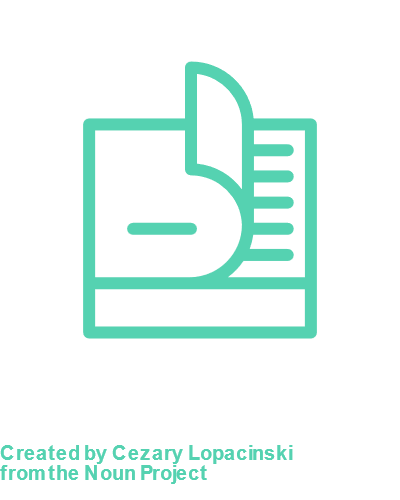 Created by Cezary Lopacinski
from the Noun Project